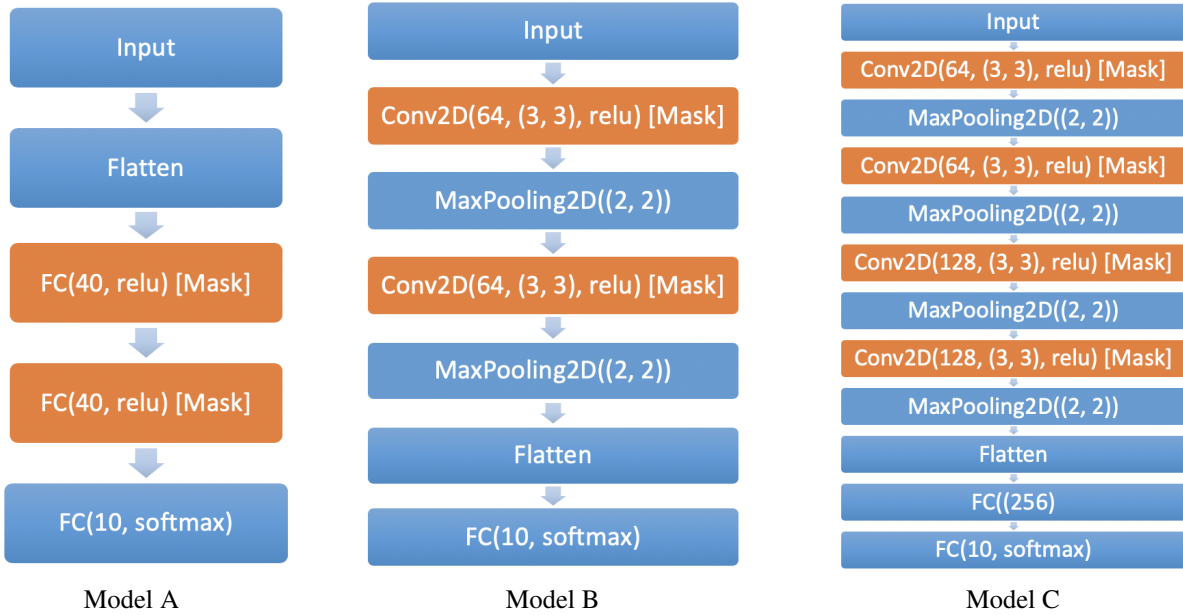 Input
Flatten
FC(40, relu) [Mask]
FC(40, relu) [Mask]
FC(10, softmax)
Model A
Input
Conv2D(64, (3, 3), relu) [Mask]
MaxPooling2D((2, 2))
Conv2D(64, (3, 3), relu) [Mask]
MaxPooling2D((2, 2))
Flatten
FC(10, softmax)
Model B
Input
Conv2D(64, (3, 3), relu) [Mask]
MaxPooling2D((2, 2))
Conv2D(64, (3, 3), relu) [Mask]
MaxPooling2D((2, 2))
Conv2D(128, (3, 3), relu) [Mask]
MaxPooling2D((2, 2))
Conv2D(128, (3, 3), relu) [Mask]
MaxPooling2D((2, 2))
Flatten
FC((256)
FC(10, softmax)
Model C